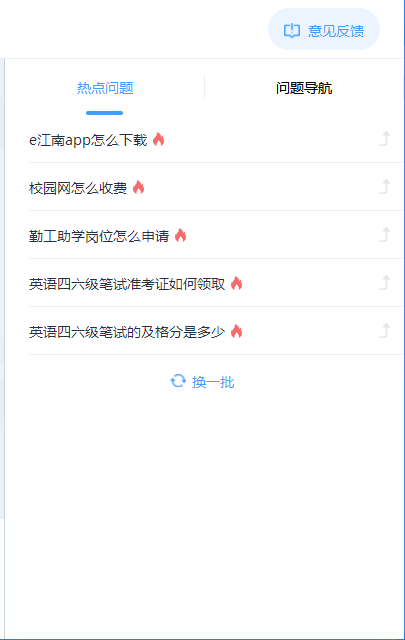 意见反馈
热点问题 问题导航
e江南app怎么下载
校园网怎么收费
勤工助学岗位怎么申请
英语四六级笔试准考证如何领取
英语四六级笔试的及格分是多少
换一批